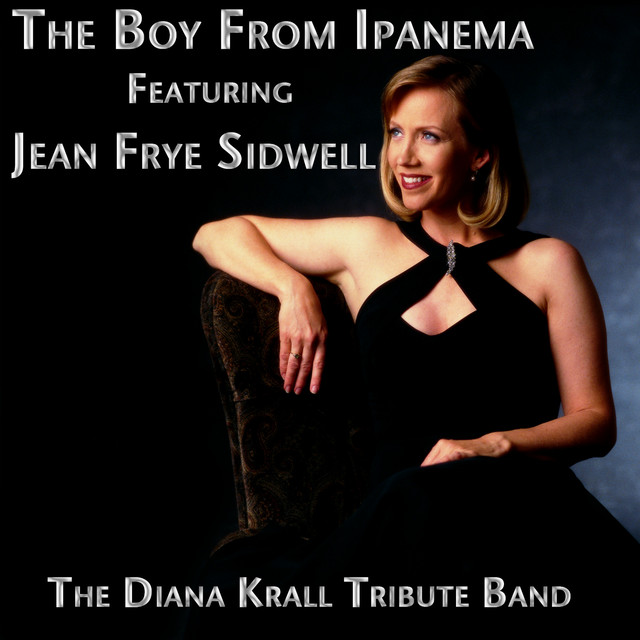 The Boy From Ipanema
Featuring
Jean Frye Sidwell
The Diana Krall Tribute Band